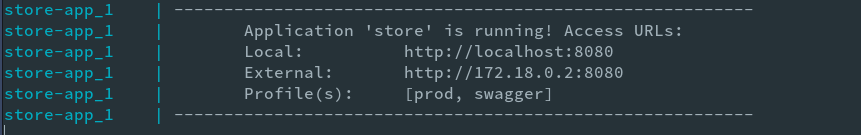 store-app_1    | ----------------------------------------------------------
store-app_1    |        Application 'store' is running! Access URLs:
store-app_1    |        Local:          http://localhost:8080
store-app_1    |        External:       http://172.18.0.2:8080
store-app_1    |        Profile(s):     [prod, swagger]
store-app_1    | ----------------------------------------------------------